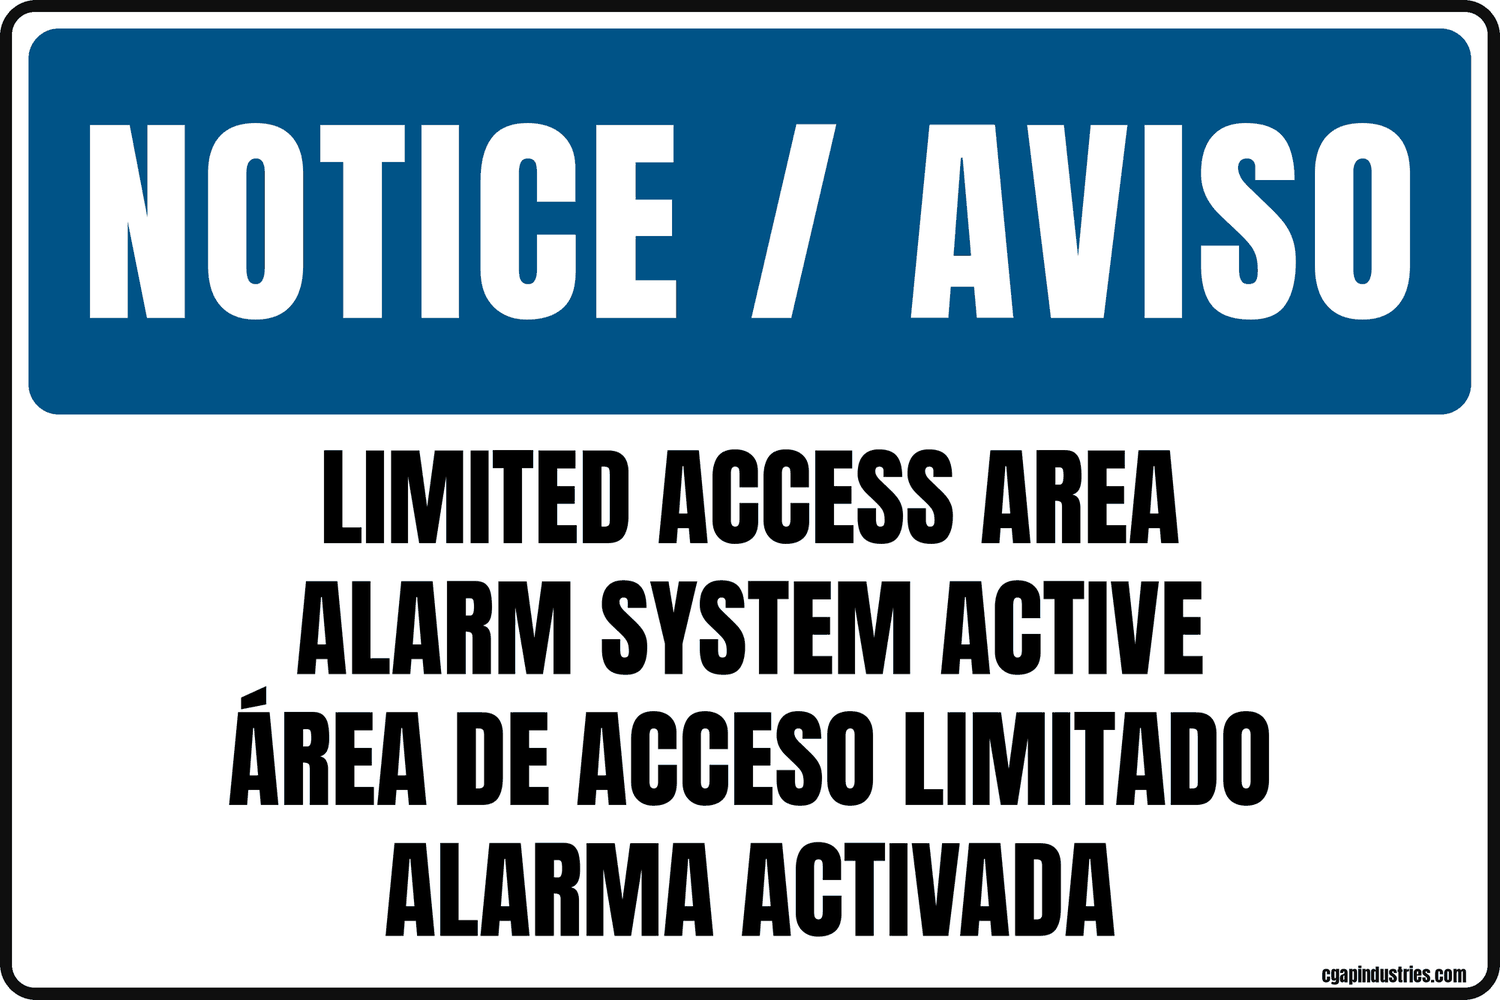 NOTICE / AVISO
LIMITED ACCESS AREA
ALARM SYSTEM ACTIVE
ÁREA DE ACCESO LIMITADO
ALARMA ACTIVADA
cgapindustries.com